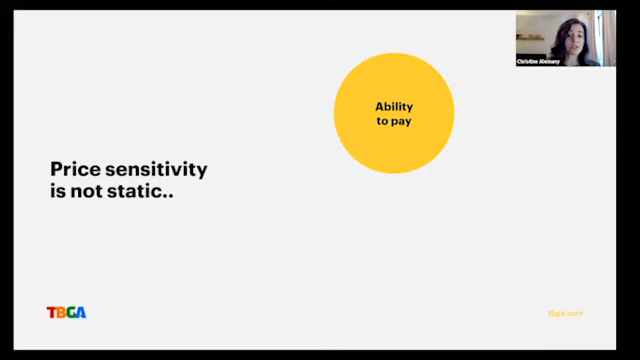 Christine Alemany
Ability
to pay
Price sensitivity
is not static..
TBGA
tbga.com